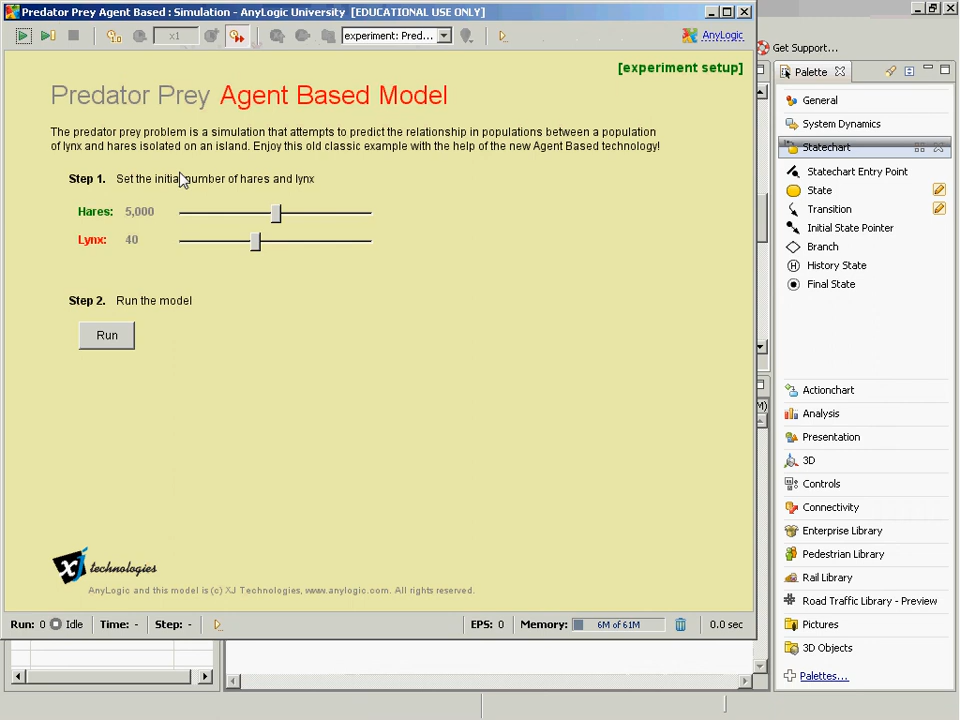 Predator Prey Agent Based : Simulation - AnyLogic University [EDUCATIONAL USE ONLY]
x1
experiment: Pred...
AnyLogic
Get Support...
[experiment setup]
Predator Prey Agent Based Model
The predator prey problem is a simulation that attempts to predict the relationship in populations between a population
of lynx and hares isolated on an island. Enjoy this old classic example with the help of the new Agent Based technology!
Step 1. Set the initial number of hares and lynx
Hares: 5,000
Lynx: 40
Step 2. Run the model
Run
xj technologies
AnyLogic and this model is (c) XJ Technologies, www.anylogic.com. All rights reserved.
Run: 0 Idle Time: - Step: - EPS: 0 Memory: 6M of 61M 0.0 sec
Palette
General
System Dynamics
Statechart
Statechart Entry Point
State
Transition
Initial State Pointer
Branch
History State
Final State
Actionchart
Analysis
Presentation
3D
Controls
Connectivity
Enterprise Library
Pedestrian Library
Rail Library
Road Traffic Library - Preview
Pictures
3D Objects
Palettes...